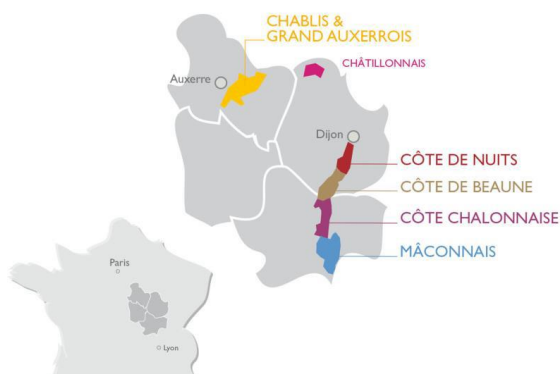 CHABLIS &
GRAND AUXERROIS
CHÂTILLONNAIS
Auxerre
Dijon
CÔTE DE NUITS
CÔTE DE BEAUNE
CÔTE CHALONNAISE
MÂCONNAIS
Paris
Lyon